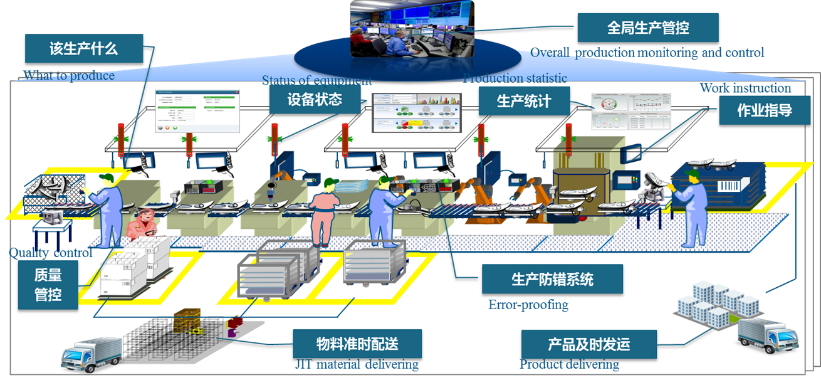 全局生产管控
Overall production monitoring and control
该生产什么
What to produce
Status of equipment
设备状态
Production statistic
生产统计
Work instruction
作业指导
Quality control
质量
管控
生产防错系统
Error-proofing
物料准时配送
JIT material delivering
产品及时发运
Product delivering